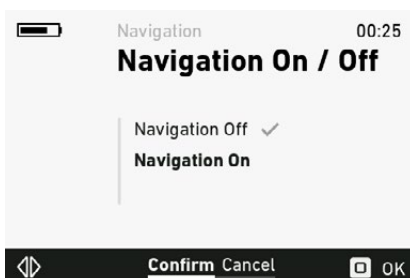 Navigation 00:25
Navigation On / Off
Navigation Off
Navigation On
Confirm Cancel OK